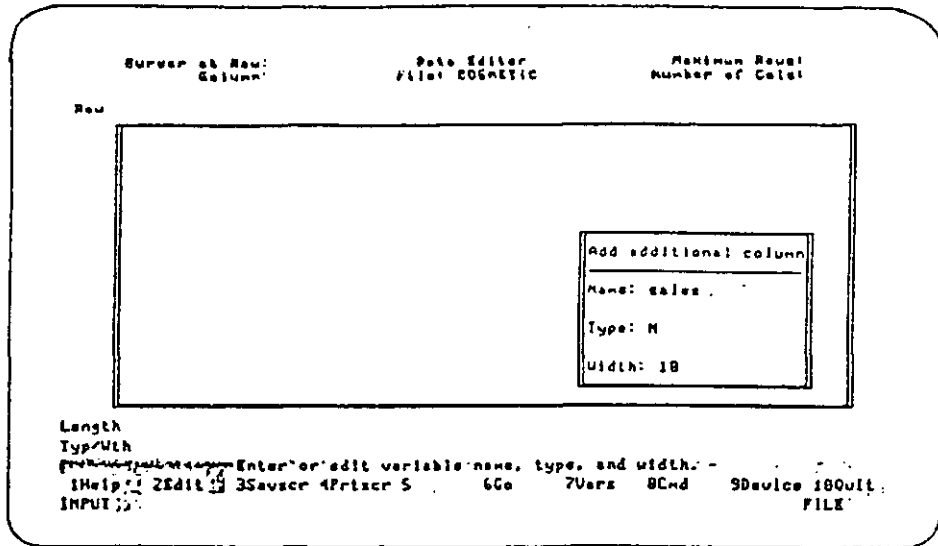 Cursor at Row: Data Editor Maximum Rows:
Column: File: COSMETIC Number of Cols:
Row
Add additional column
Name: sales
Type: N
Width: 10
Length
Typ/Wth
Enter or edit variable name, type, and width.
1Help 2Edit 3Savscr 4Prtscr 5 6Go 7Vars 8Cmd 9Device 10Quit
INPUT FILE